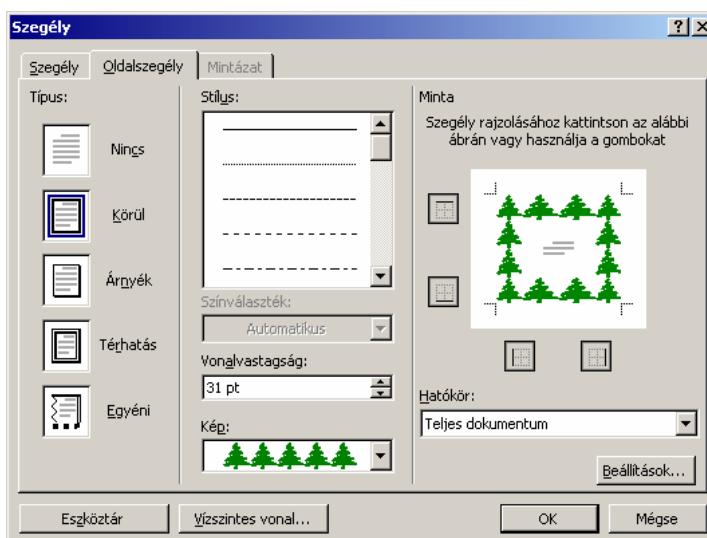 Szegély
Szegély Oldalszegély Mintázat
Típus:
Nincs
Körül
Árnyék
Térhatás
Egyéni
Stílus:
Színválaszték:
Automatikus
Vonalvastagság:
31 pt
Kép:
Minta
Szegély rajzolásához kattintson az alábbi
ábrán vagy használja a gombokat
Hatókör:
Teljes dokumentum
Beállítások...
Eszköztár Vízszintes vonal... OK Mégse